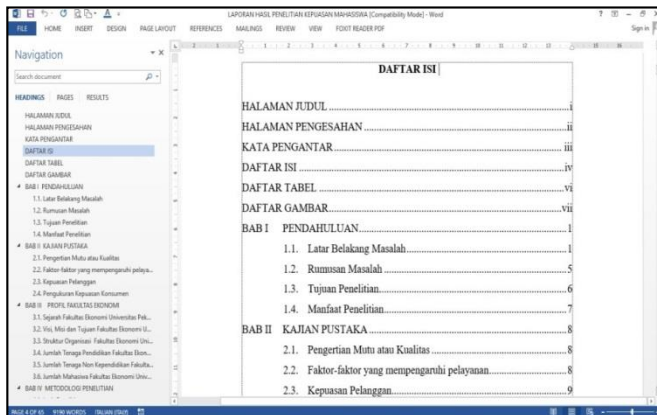 LAPORAN HASIL PENELITIAN KEPUASAN MAHASISWA [Compatibility Mode] - Word
FILE HOME INSERT DESIGN PAGE LAYOUT REFERENCES MAILINGS REVIEW VIEW FOXIT READER PDF Sign in
Navigation
Search document
HEADINGS PAGES RESULTS
HALAMAN JUDUL
HALAMAN PENGESAHAN
KATA PENGANTAR
DAFTAR ISI
DAFTAR TABEL
DAFTAR GAMBAR
BAB I PENDAHULUAN
1.1. Latar Belakang Masalah
1.2. Rumusan Masalah
1.3. Tujuan Penelitian
1.4. Manfaat Penelitian
BAB II KAJIAN PUSTAKA
2.1. Pengertian Mutu atau Kualitas
2.2. Faktor-faktor yang mempengaruhi pelaya...
2.3. Kepuasan Pelanggan
2.4. Pengukuran Kepuasan Konsumen
BAB III PROFIL FAKULTAS EKONOMI
3.1. Sejarah Fakultas Ekonomi Universitas Pek...
3.2. Visi, Misi dan Tujuan Fakultas Ekonomi U...
3.3. Struktur Organisasi Fakultas Ekonomi Uni...
3.4. Jumlah Tenaga Pendidikan Fakultas Ekon...
3.5. Jumlah Tenaga Non Kependidikan Fakulta...
3.6. Jumlah Mahasiswa Fakultas Ekonomi Univ...
BAB IV METODOLOGI PENELITIAN
DAFTAR ISI
HALAMAN JUDUL ... i
HALAMAN PENGESAHAN ... ii
KATA PENGANTAR ... iii
DAFTAR ISI ... iv
DAFTAR TABEL ... vi
DAFTAR GAMBAR ... vii
BAB I PENDAHULUAN ... 1
1.1. Latar Belakang Masalah ... 1
1.2. Rumusan Masalah ... 5
1.3. Tujuan Penelitian ... 6
1.4. Manfaat Penelitian ... 7
BAB II KAJIAN PUSTAKA ... 8
2.1. Pengertian Mutu atau Kualitas ... 8
2.2. Faktor-faktor yang mempengaruhi pelayanan ... 8
2.3. Kepuasan Pelanggan ... 9
PAGE 4 OF 65 9190 WORDS ITALIAN (ITALY)